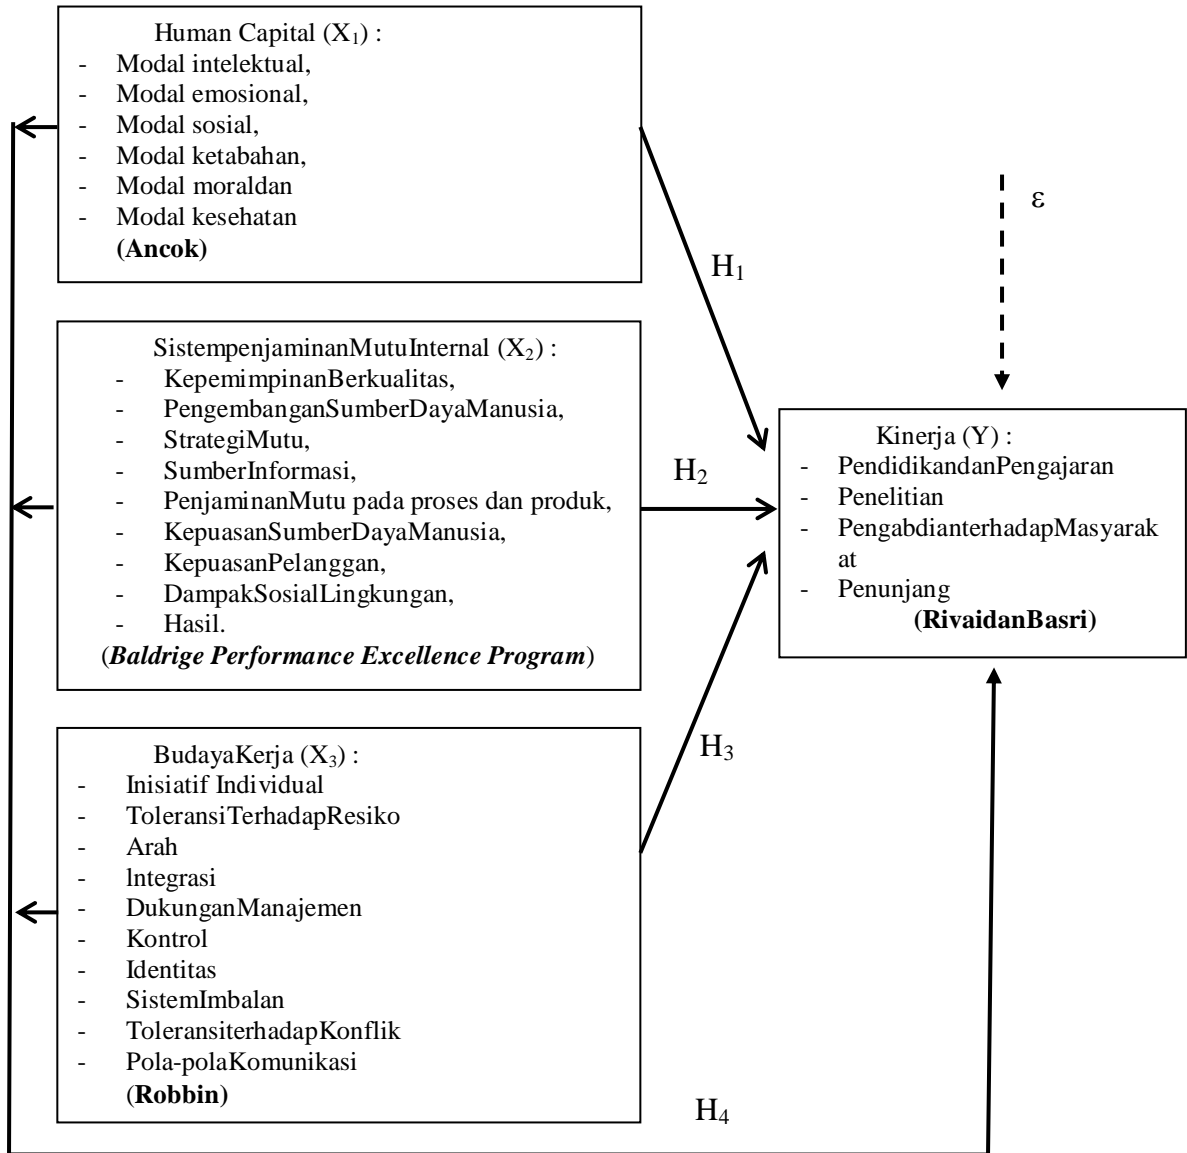 Human Capital (X₁) :
- Modal intelektual,
- Modal emosional,
- Modal sosial,
- Modal ketabahan,
- Modal moraldan
- Modal kesehatan
(Ancok)
SistempenjaminanMutuInternal (X₂) :
- KepemimpinanBerkualitas,
- PengembanganSumberDayaManusia,
- StrategiMutu,
- SumberInformasi,
- PenjaminanMutu pada proses dan produk,
- KepuasanSumberDayaManusia,
- KepuasanPelanggan,
- DampakSosialLingkungan,
- Hasil.
(Baldrige Performance Excellence Program)
BudayaKerja (X₃) :
- Inisiatif Individual
- ToleransiTerhadapResiko
- Arah
- Integrasi
- DukunganManajemen
- Kontrol
- Identitas
- SistemImbalan
- ToleransiterhadapKonflik
- Pola-polaKomunikasi
(Robbin)
H₁
H₂
H₃
H₄
ε
Kinerja (Y) :
- PendidikandanPengajaran
- Penelitian
- PengabdianterhadapMasyarak
at
- Penunjang
(RivaidanBasri)